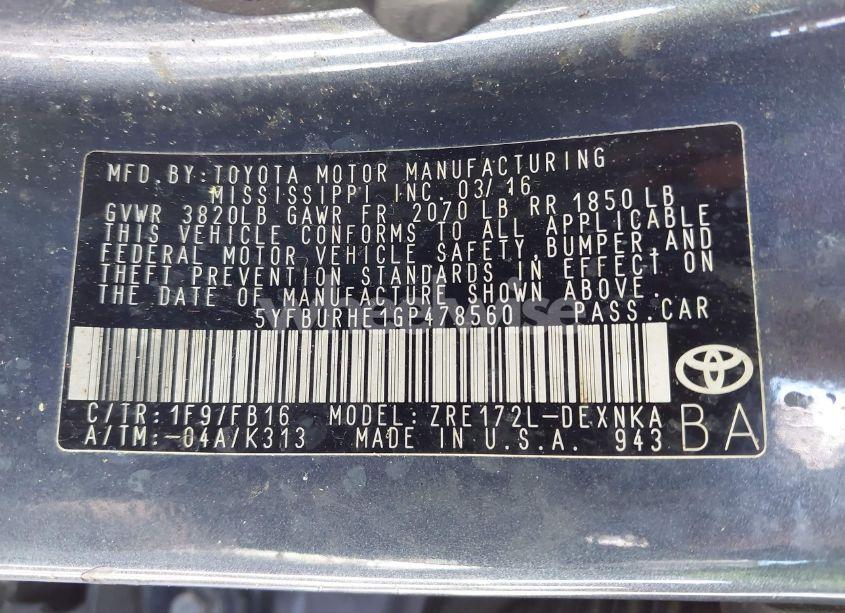 MFD. BY: TOYOTA MOTOR MANUFACTURING
MISSISSIPPI INC. 03/16
GVWR 3820LB GAWR FR 2070 LB RR 1850 LB
THIS VEHICLE CONFORMS TO ALL APPLICABLE
FEDERAL MOTOR VEHICLE SAFETY, BUMPER, AND
THEFT PREVENTION STANDARDS IN EFFECT ON
THE DATE OF MANUFACTURE SHOWN ABOVE.
5YFBURHE1GP478560 PASS. CAR
C/TR: 1F9/FB16 MODEL: ZRE172L-DEXNKA
A/TM: -04A/K313 MADE IN U.S.A. 943 BA